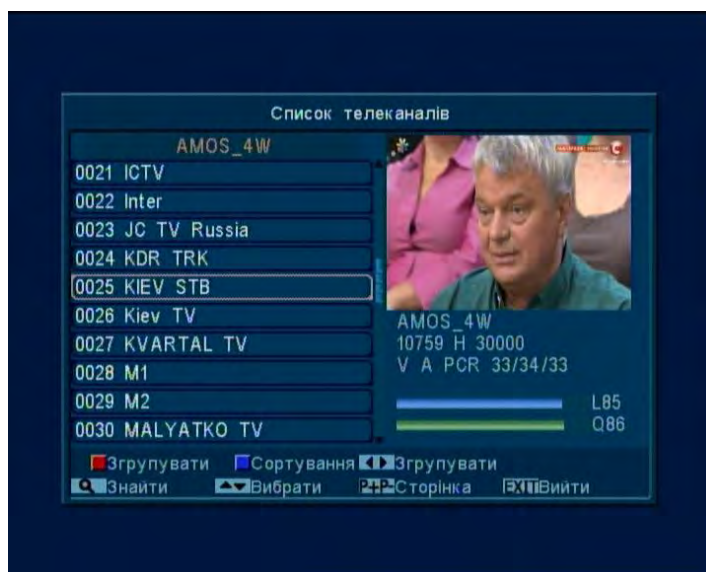 Список телеканалів
AMOS_4W
0021 ICTV
0022 Inter
0023 JC TV Russia
0024 KDR TRK
0025 KIEV STB
0026 Kiev TV
0027 KVARTAL TV
0028 M1
0029 M2
0030 MALYATKO TV
AMOS_4W
10759 H 30000
V A PCR 33/34/33
L85
Q86
Згрупувати Сортування Згрупувати
Знайти Вибрати P+P- Сторінка EXIT Вийти